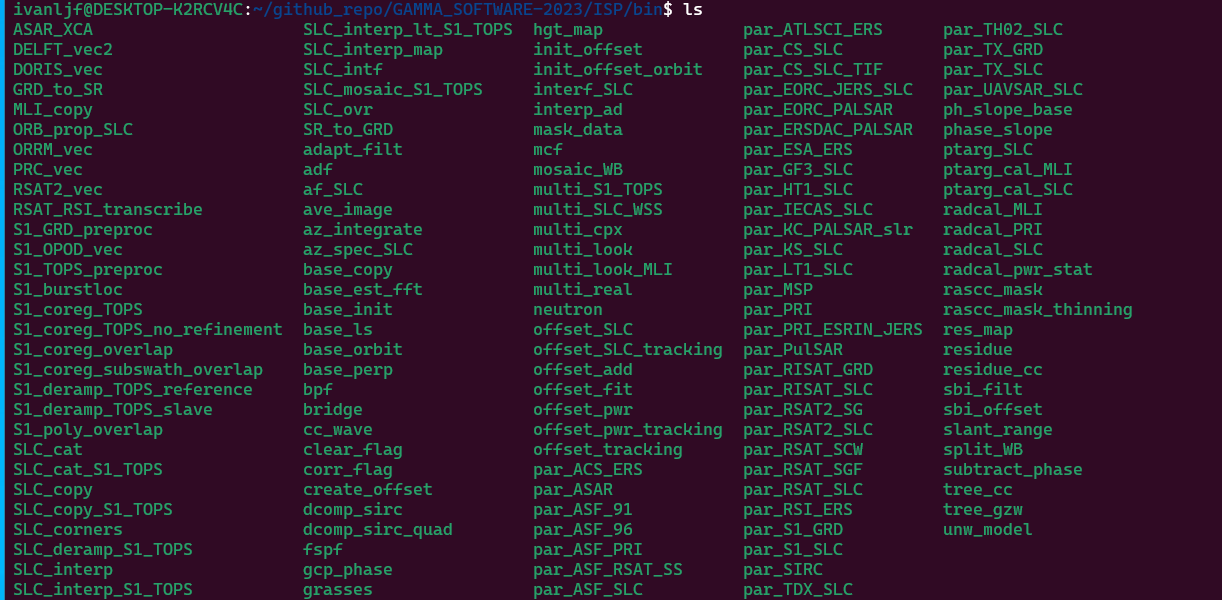 ivanljf@DESKTOP-K2RCV4C:~/github_repo/GAMMA_SOFTWARE-2023/ISP/bin$ ls
ASAR_XCA SLC_interp_lt_S1_TOPS hgt_map par_ATLSCI_ERS par_TH02_SLC
DELFT_vec2 SLC_interp_map init_offset par_CS_SLC par_TX_GRD
DORIS_vec SLC_intf init_offset_orbit par_CS_SLC_TIF par_TX_SLC
GRD_to_SR SLC_mosaic_S1_TOPS interf_SLC par_EORC_JERS_SLC par_UAVSAR_SLC
MLI_copy SLC_ovr interp_ad par_EORC_PALSAR ph_slope_base
ORB_prop_SLC SR_to_GRD mask_data par_ERSDAC_PALSAR phase_slope
ORRM_vec adapt_filt mcf par_ESA_ERS ptarg_SLC
PRC_vec adf mosaic_WB par_GF3_SLC ptarg_cal_MLI
RSAT2_vec af_SLC multi_S1_TOPS par_HT1_SLC ptarg_cal_SLC
RSAT_RSI_transcribe ave_image multi_SLC_WSS par_IECAS_SLC radcal_MLI
S1_GRD_preproc az_integrate multi_cpx par_KC_PALSAR_slr radcal_PRI
S1_OPOD_vec az_spec_SLC multi_look par_KS_SLC radcal_SLC
S1_TOPS_preproc base_copy multi_look_MLI par_LT1_SLC radcal_pwr_stat
S1_burstloc base_est_fft multi_real par_MSP rascc_mask
S1_coreg_TOPS base_init neutron par_PRI rascc_mask_thinning
S1_coreg_TOPS_no_refinement base_ls offset_SLC par_PRI_ESRIN_JERS res_map
S1_coreg_overlap base_orbit offset_SLC_tracking par_PulSAR residue
S1_coreg_subswath_overlap base_perp offset_add par_RISAT_GRD residue_cc
S1_deramp_TOPS_reference bpf offset_fit par_RISAT_SLC sbi_filt
S1_deramp_TOPS_slave bridge offset_pwr par_RSAT2_SG sbi_offset
S1_poly_overlap cc_wave offset_pwr_tracking par_RSAT2_SLC slant_range
SLC_cat clear_flag offset_tracking par_RSAT_SCW split_WB
SLC_cat_S1_TOPS corr_flag par_ACS_ERS par_RSAT_SGF subtract_phase
SLC_copy create_offset par_ASAR par_RSAT_SLC tree_cc
SLC_copy_S1_TOPS dcomp_sirc par_ASF_91 par_RSI_ERS tree_gzw
SLC_corners dcomp_sirc_quad par_ASF_96 par_S1_GRD unw_model
SLC_deramp_S1_TOPS fspf par_ASF_PRI par_S1_SLC
SLC_interp gcp_phase par_ASF_RSAT_SS par_SIRC
SLC_interp_S1_TOPS grasses par_ASF_SLC par_TDX_SLC